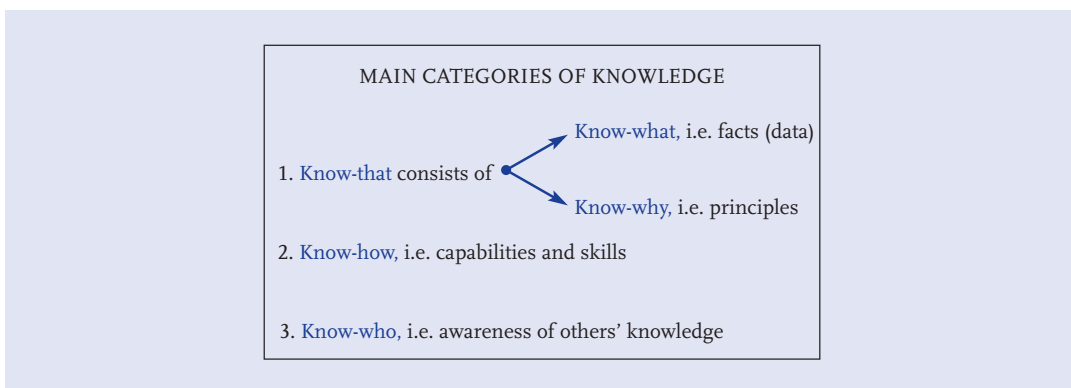 MAIN CATEGORIES OF KNOWLEDGE
Know-what, i.e. facts (data)
1. Know-that consists of
Know-why, i.e. principles
2. Know-how, i.e. capabilities and skills
3. Know-who, i.e. awareness of others’ knowledge